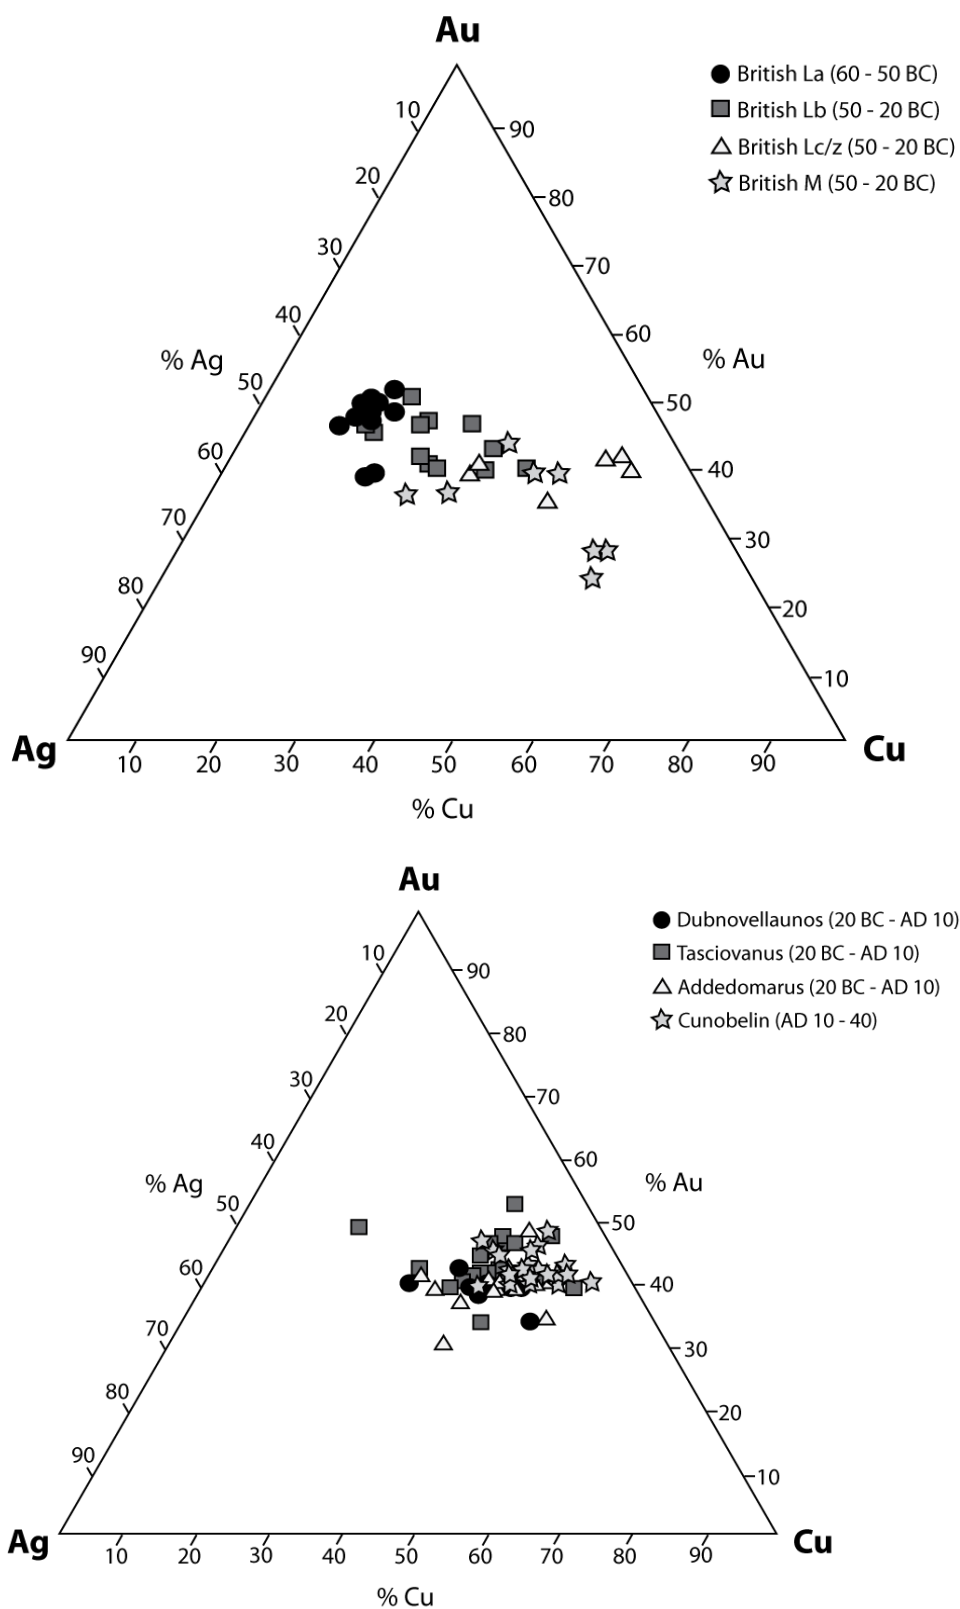 Au
British La (60 - 50 BC)
British Lb (50 - 20 BC)
British Lc/z (50 - 20 BC)
British M (50 - 20 BC)
10
90
20
80
30
70
40
60
% Ag
% Au
50
50
60
40
70
30
80
20
90
10
Ag
Cu
10 20 30 40 50 60 70 80 90
% Cu
Au
Dubnovellaunos (20 BC - AD 10)
Tasciovanus (20 BC - AD 10)
Addedomarus (20 BC - AD 10)
Cunobelin (AD 10 - 40)
10
90
20
80
30
70
40
60
% Ag
% Au
50
50
60
40
70
30
80
20
90
10
Ag
Cu
10 20 30 40 50 60 70 80 90
% Cu